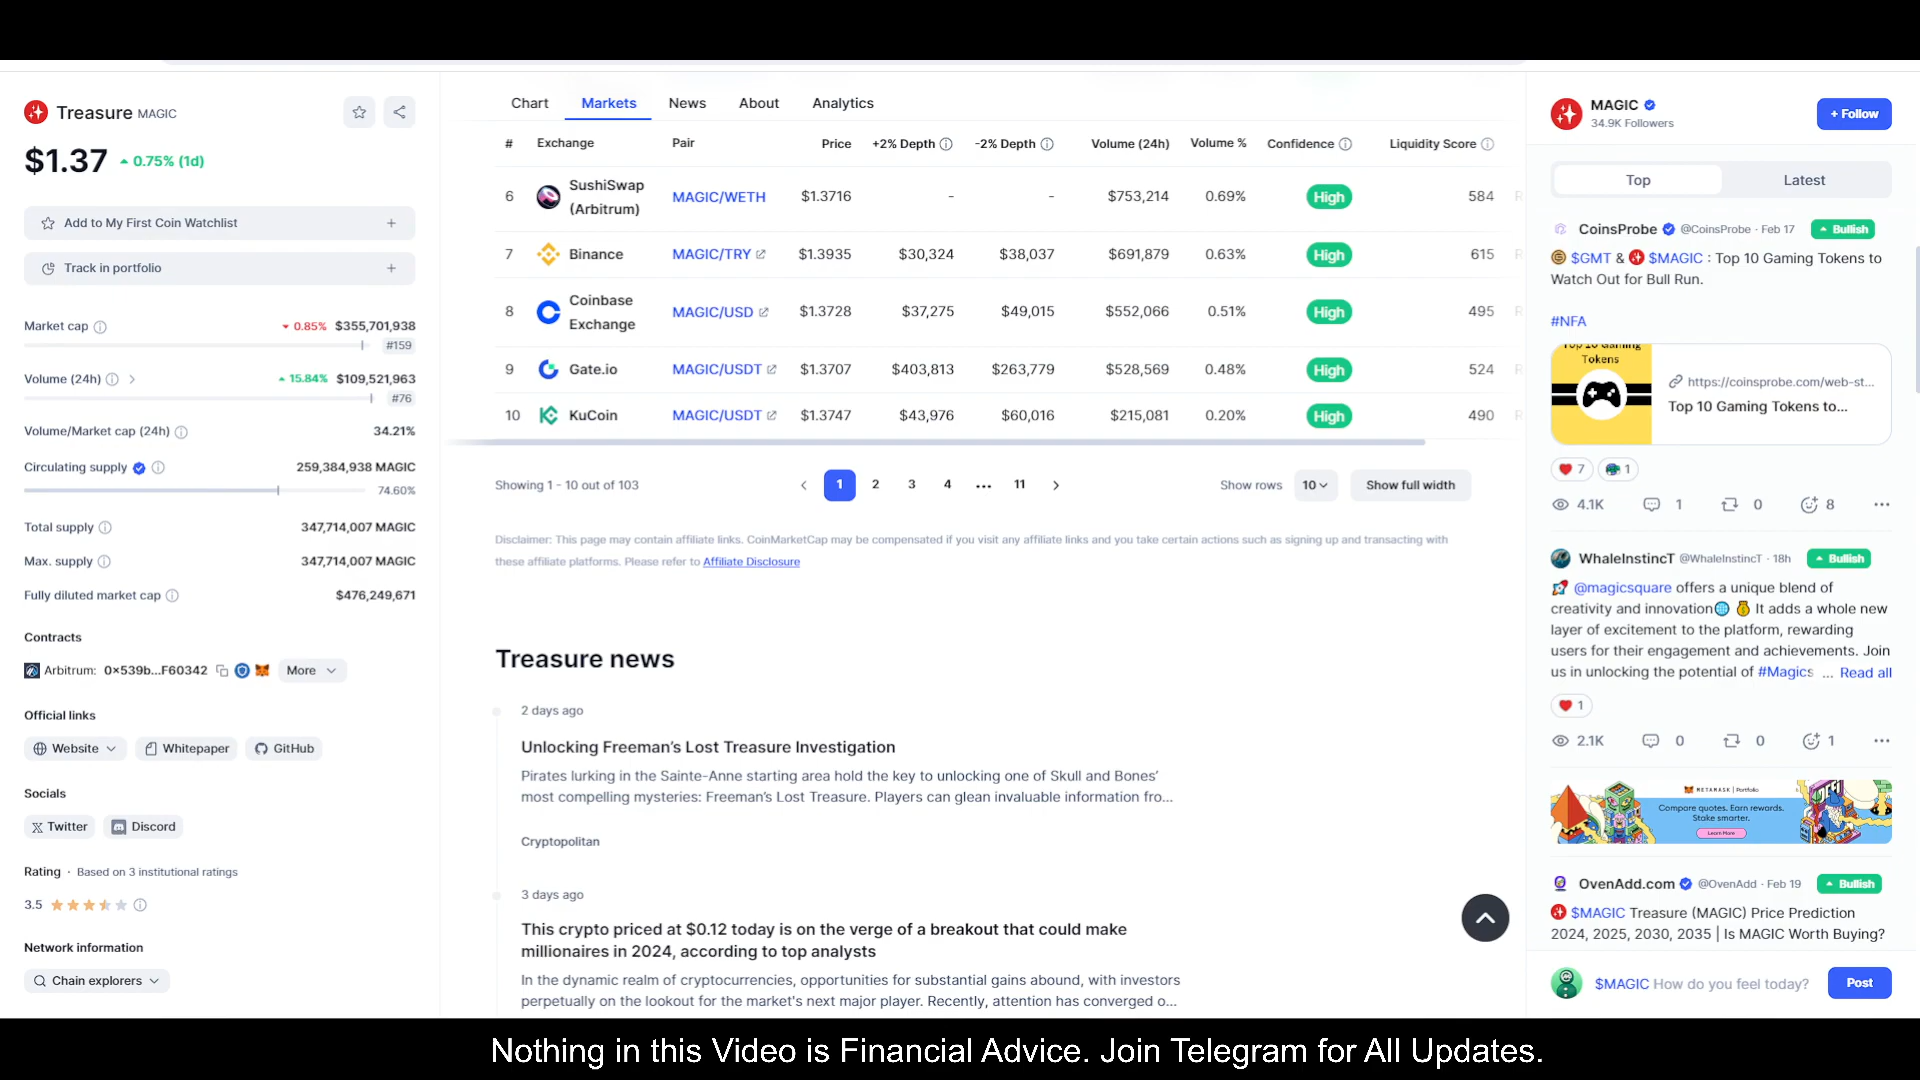 Treasure MAGIC
$1.37 0.75% (1d)
Add to My First Coin Watchlist +
Track in portfolio +
Market cap 0.85% $355,701,938
#159
Volume (24h) 15.84% $109,521,963
#76
Volume/Market cap (24h) 34.21%
Circulating supply 259,384,938 MAGIC
74.60%
Total supply 347,714,007 MAGIC
Max. supply 347,714,007 MAGIC
Fully diluted market cap $476,249,671
Contracts
Arbitrum: 0×539b...F60342 More
Official links
Website Whitepaper GitHub
Socials
Twitter Discord
Rating · Based on 3 institutional ratings
3.5
Network information
Chain explorers
Chart Markets News About Analytics
# Exchange Pair Price +2% Depth -2% Depth Volume (24h) Volume % Confidence Liquidity Score
6 SushiSwap (Arbitrum) MAGIC/WETH $1.3716 - - $753,214 0.69% High 584
7 Binance MAGIC/TRY $1.3935 $30,324 $38,037 $691,879 0.63% High 615
8 Coinbase Exchange MAGIC/USD $1.3728 $37,275 $49,015 $552,066 0.51% High 495
9 Gate.io MAGIC/USDT $1.3707 $403,813 $263,779 $528,569 0.48% High 524
10 KuCoin MAGIC/USDT $1.3747 $43,976 $60,016 $215,081 0.20% High 490
Showing 1 - 10 out of 103 1 2 3 4 ... 11 Show rows 10 Show full width
Disclaimer: This page may contain affiliate links. CoinMarketCap may be compensated if you visit any affiliate links and you take certain actions such as signing up and transacting with
these affiliate platforms. Please refer to Affiliate Disclosure
Treasure news
2 days ago
Unlocking Freeman's Lost Treasure Investigation
Pirates lurking in the Sainte-Anne starting area hold the key to unlocking one of Skull and Bones'
most compelling mysteries: Freeman's Lost Treasure. Players can glean invaluable information fro...
Cryptopolitan
3 days ago
This crypto priced at $0.12 today is on the verge of a breakout that could make
millionaires in 2024, according to top analysts
In the dynamic realm of cryptocurrencies, opportunities for substantial gains abound, with investors
perpetually on the lookout for the market's next major player. Recently, attention has converged o...
MAGIC
34.9K Followers
+ Follow
Top Latest
CoinsProbe @CoinsProbe · Feb 17 Bullish
$GMT & $MAGIC : Top 10 Gaming Tokens to
Watch Out for Bull Run.
#NFA
Top 10 Gaming
Tokens
https://coinsprobe.com/web-st...
Top 10 Gaming Tokens to...
7 1
4.1K 1 0 8 ...
WhaleInstincT @WhaleInstincT · 18h Bullish
@magicsquare offers a unique blend of
creativity and innovation It adds a whole new
layer of excitement to the platform, rewarding
users for their engagement and achievements. Join
us in unlocking the potential of #Magics ... Read all
1
2.1K 0 0 1 ...
METAMASK | Portfolio
Compare quotes. Earn rewards.
Stake smarter.
Learn More
OvenAdd.com @OvenAdd · Feb 19 Bullish
$MAGIC Treasure (MAGIC) Price Prediction
2024, 2025, 2030, 2035 | Is MAGIC Worth Buying?
$MAGIC How do you feel today? Post
Nothing in this Video is Financial Advice. Join Telegram for All Updates.